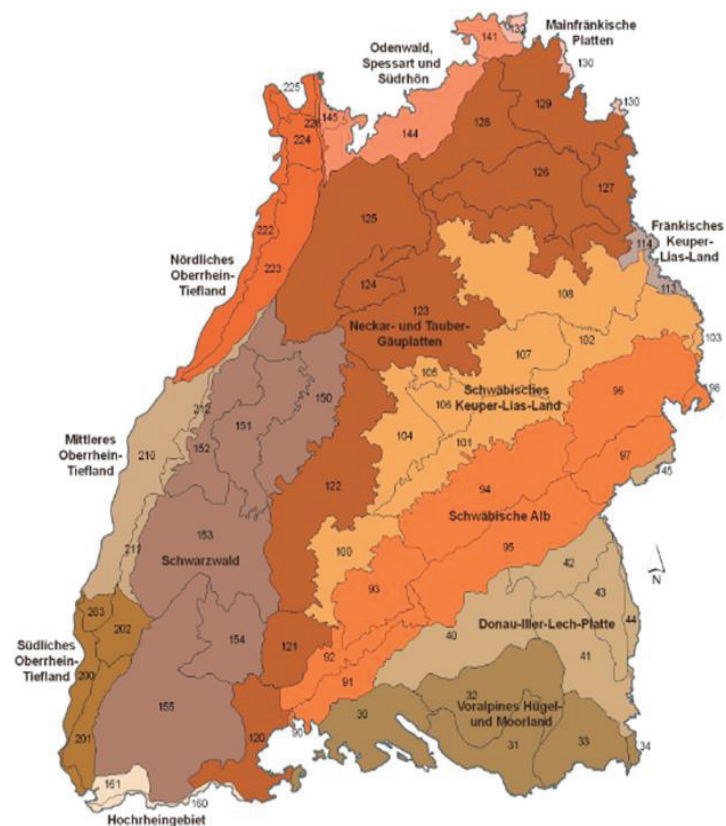 Mainfränkische
Platten
Odenwald,
Spessart und
Südrhön
141
132
130
225
129
130
226
145
224
144
128
126
127
125
222
Fränkisches
Keuper-
Lias-Land
114
223
Nördliches
Oberrhein-
Tiefland
124
108
113
123
Neckar- und Tauber-
Gäuplatten
103
102
107
105
150
Schwäbisches
Keuper-Lias-Land
96
98
106
212
151
Mittleres
Oberrhein-
Tiefland
210
152
104
101
97
45
122
94
Schwäbische Alb
153
211
Schwarzwald
100
95
42
N
93
43
203
202
44
Südliches
Oberrhein-
Tiefland
154
121
40
Donau-Iller-Lech-Platte
92
41
200
91
155
32
Voralpines Hügel-
und Moorland
30
201
120
90
31
33
34
161
160
Hochrheingebiet